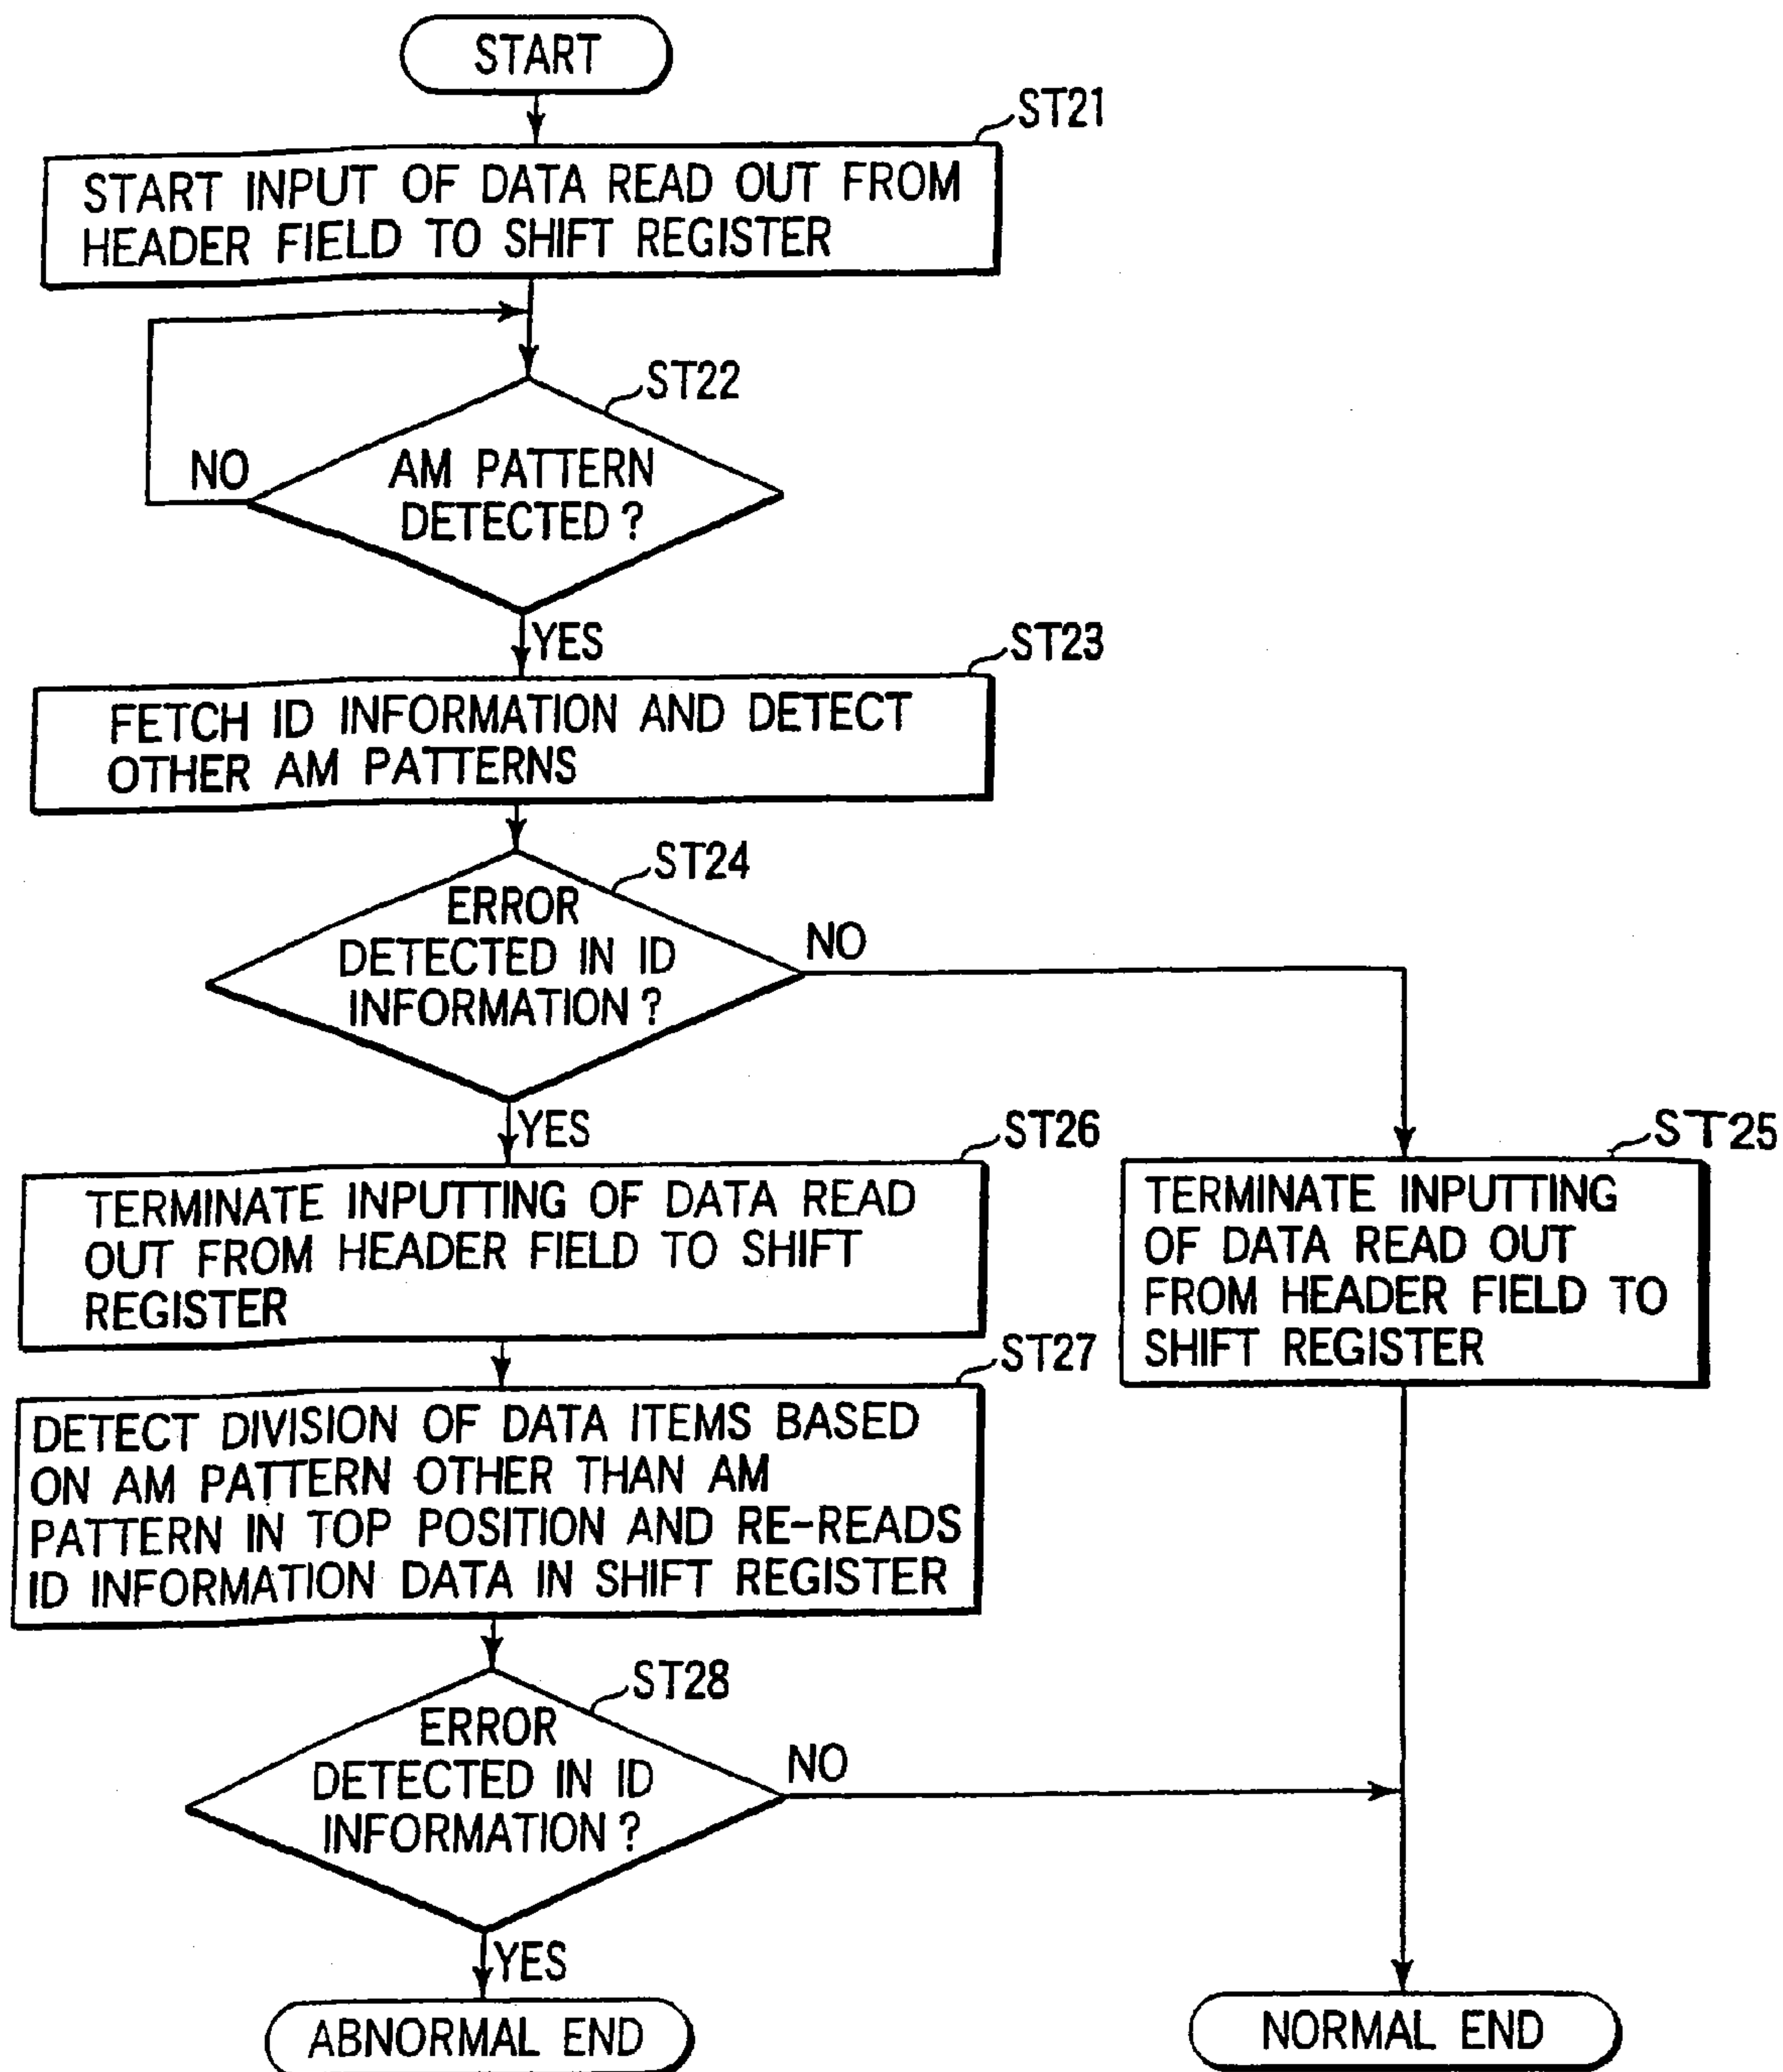 START
ST21
START INPUT OF DATA READ OUT FROM
HEADER FIELD TO SHIFT REGISTER
ST22
NO
AM PATTERN
DETECTED?
YES
ST23
FETCH ID INFORMATION AND DETECT
OTHER AM PATTERNS
ST24
ERROR
DETECTED IN ID
INFORMATION?
NO
YES
ST26
TERMINATE INPUTTING OF DATA READ
OUT FROM HEADER FIELD TO SHIFT
REGISTER
ST25
TERMINATE INPUTTING
OF DATA READ OUT
FROM HEADER FIELD TO
SHIFT REGISTER
ST27
DETECT DIVISION OF DATA ITEMS BASED
ON AM PATTERN OTHER THAN AM
PATTERN IN TOP POSITION AND RE-READS
ID INFORMATION DATA IN SHIFT REGISTER
ST28
ERROR
DETECTED IN ID
INFORMATION?
NO
YES
ABNORMAL END
NORMAL END